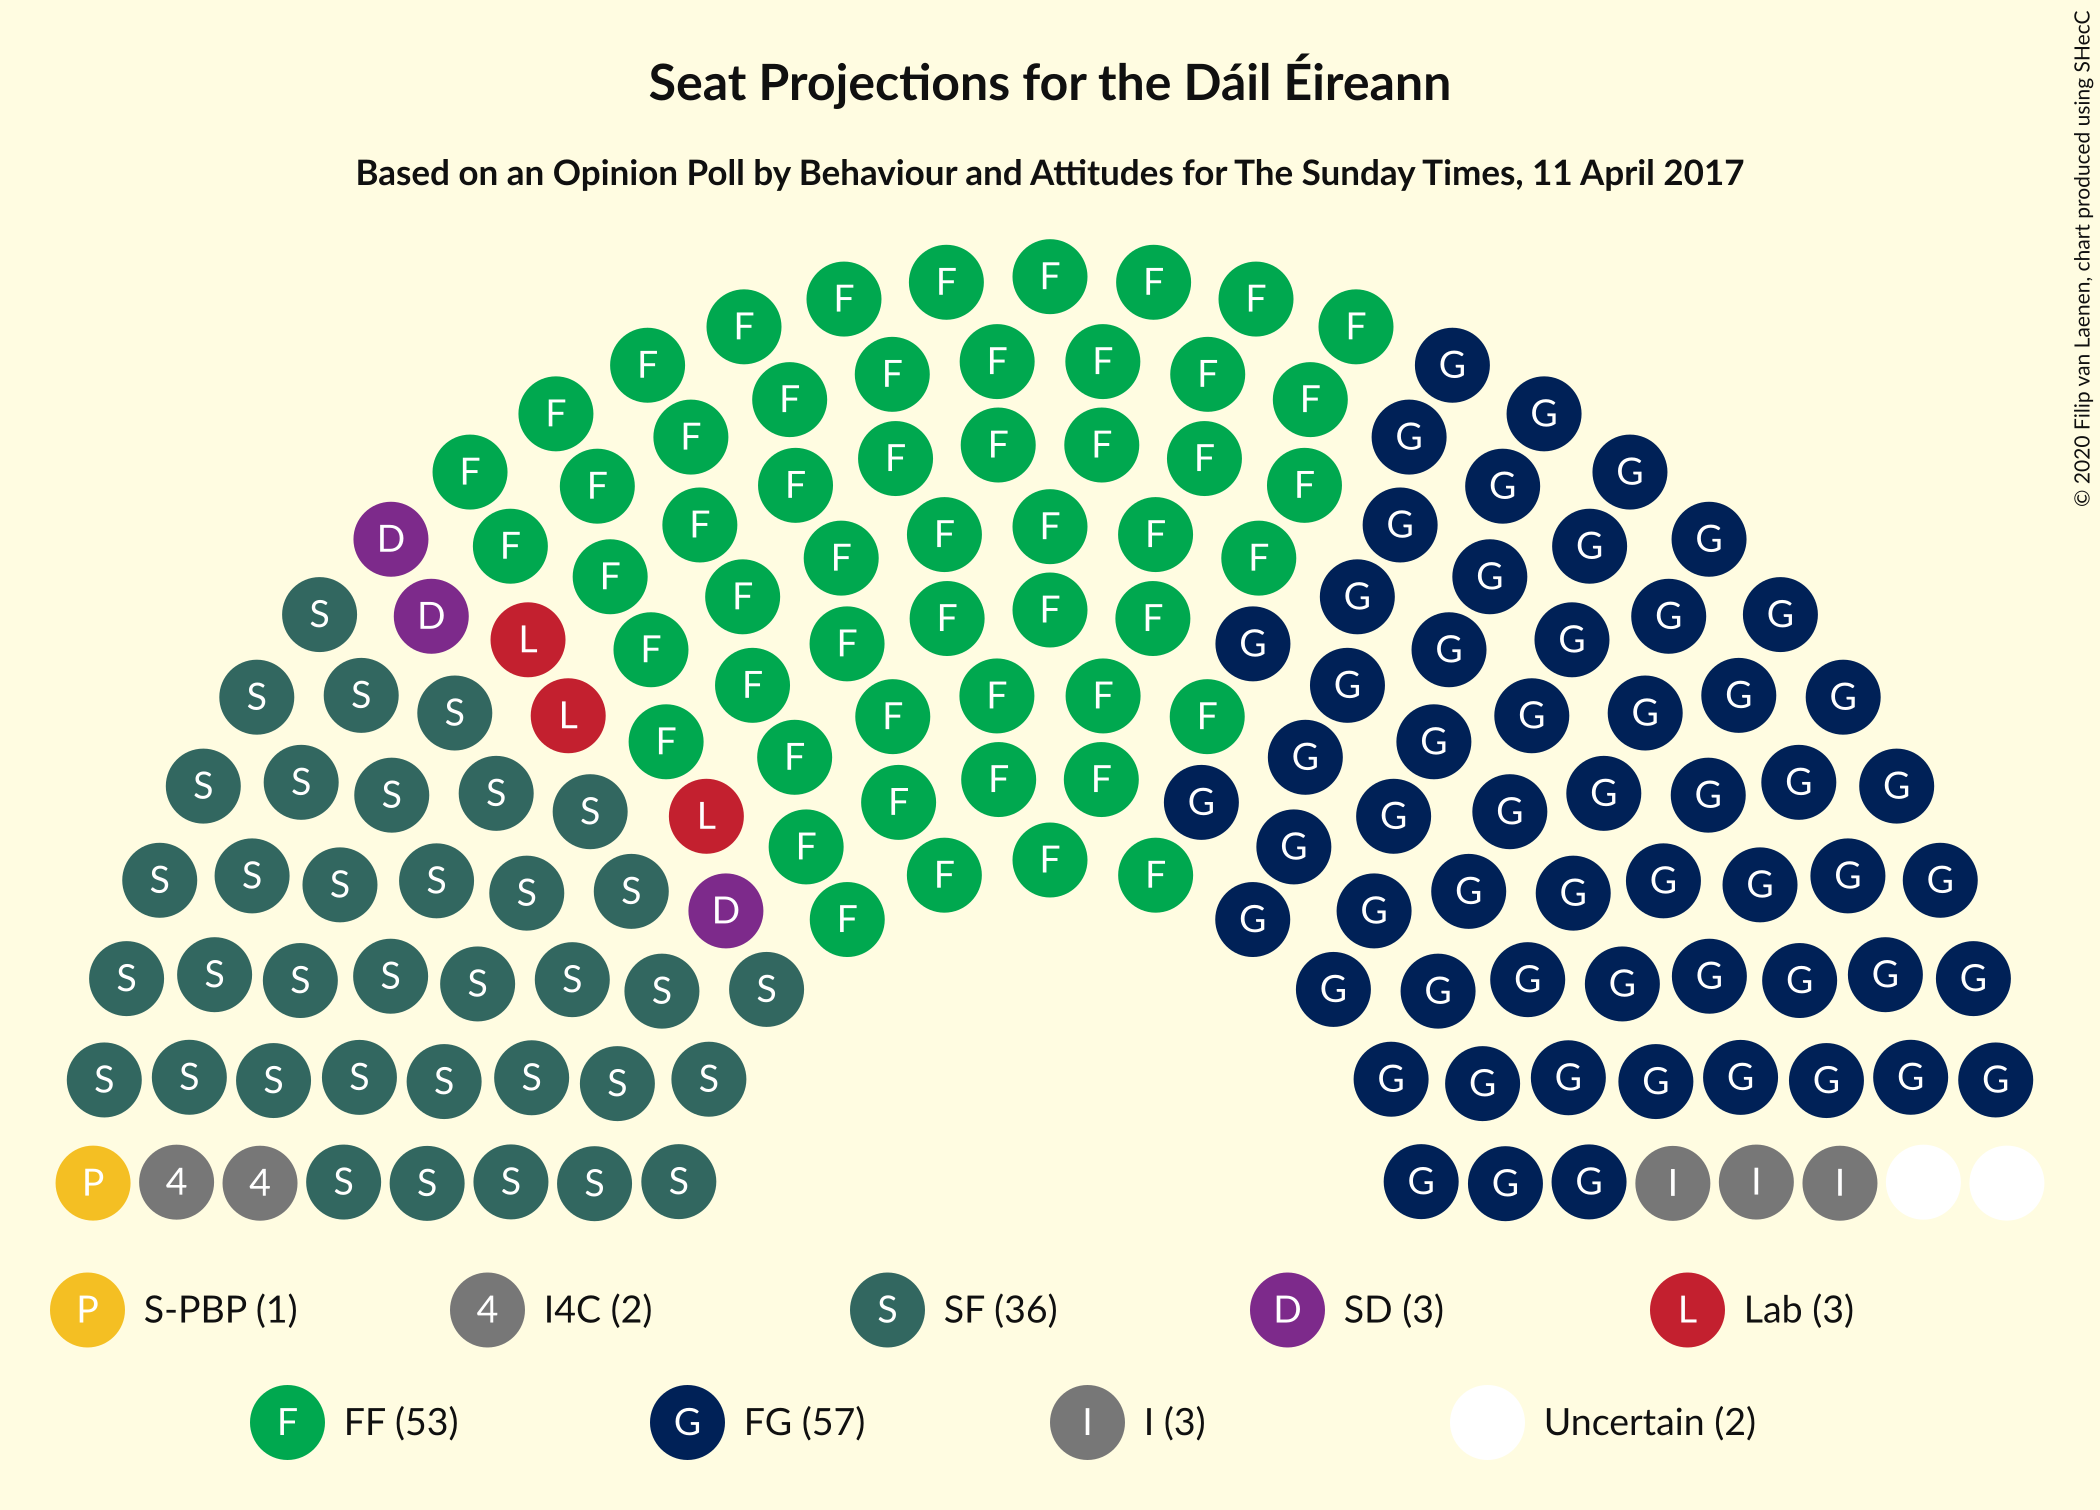 Seat Projections for the Dáil Éireann
Based on an Opinion Poll by Behaviour and Attitudes for The Sunday Times, 11 April 2017
© 2020 Filip van Laenen, chart produced using SHecC
F F F F F
F F F
F F F F G
F F F F F G
F F G G
F F F F F F G G
D F F F F F F F G G G G
S D L F F F F F F G G G G G G
S S S L F F F F F F G G G G G G
S S S S S L F F F F F G G G G G G G G
S S S S S S D F F F F F G G G G G G G G G
S S S S S S S S G G G G G G G G
S S S S S S S S G G G G G G G G
P 4 4 S S S S S G G G I I I
P S-PBP (1) 4 I4C (2) S SF (36) D SD (3) L Lab (3)
F FF (53) G FG (57) I I (3) Uncertain (2)